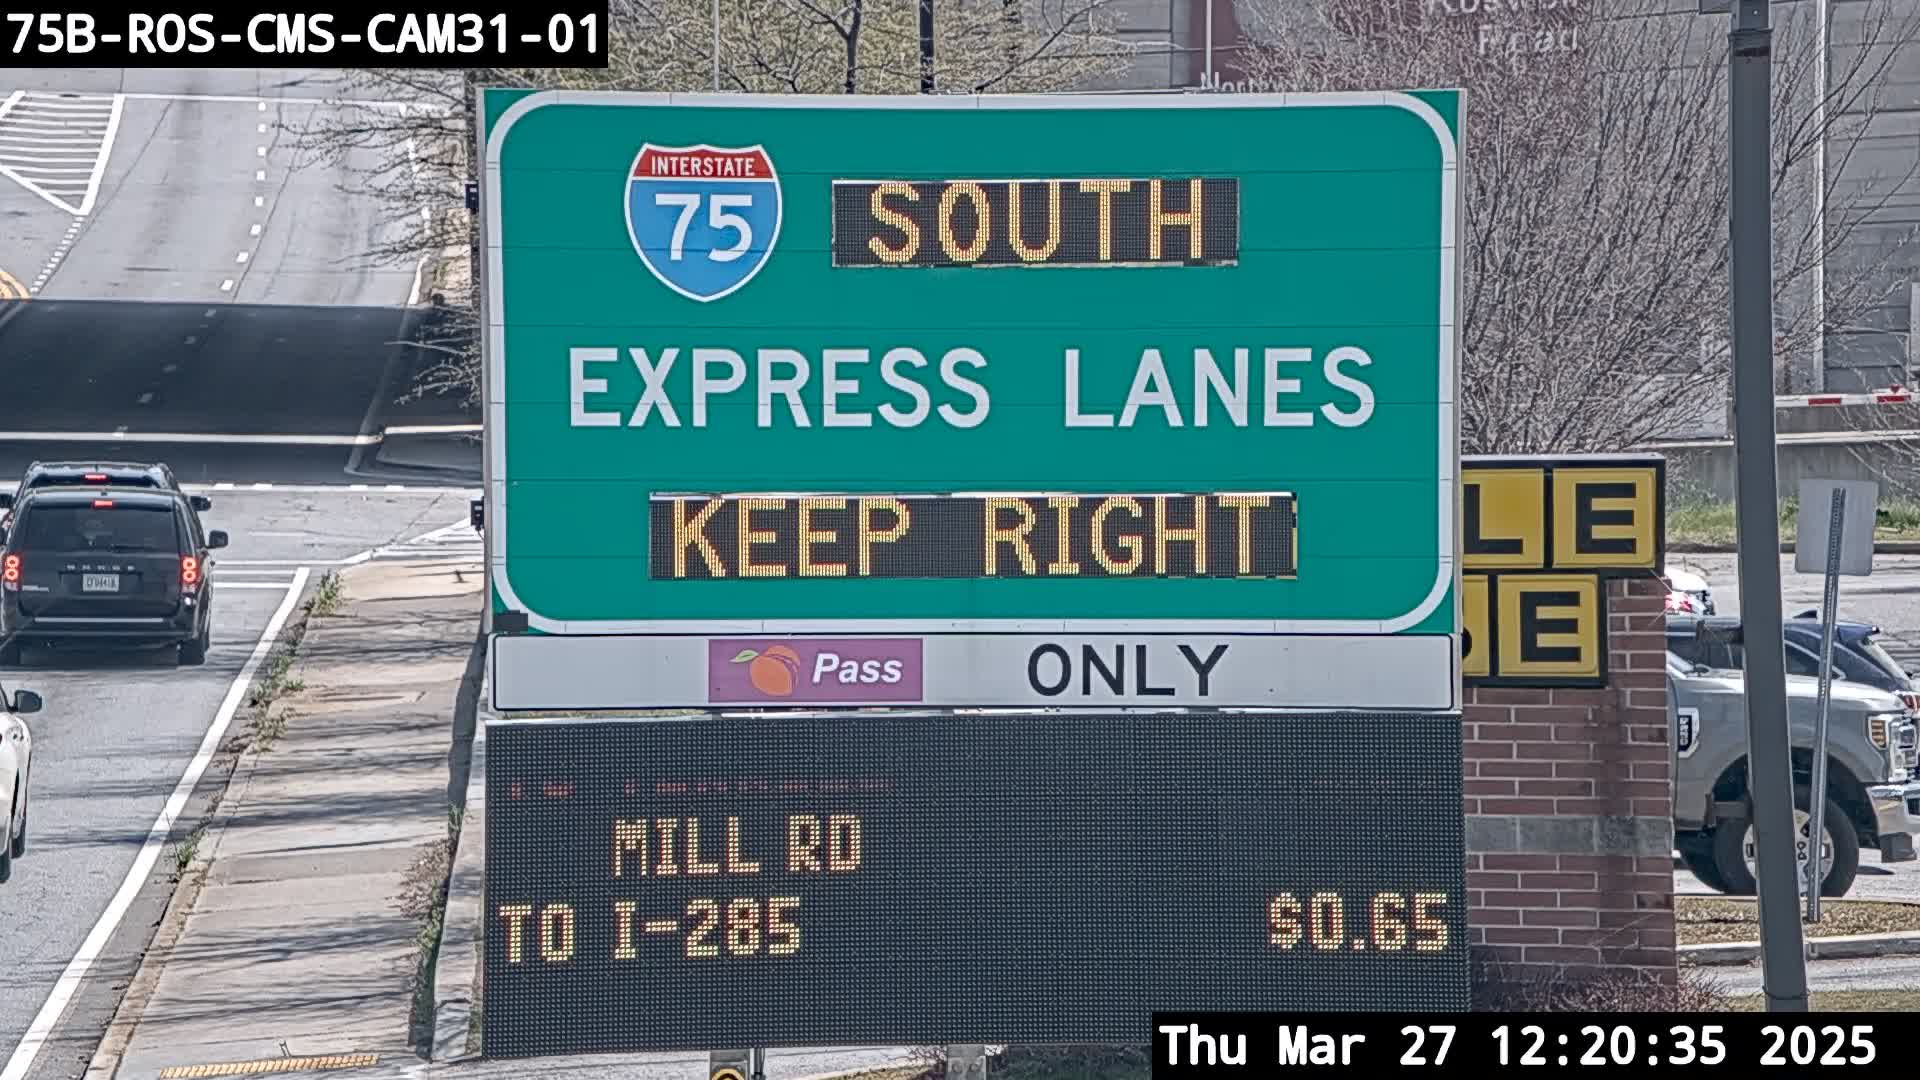 75B-ROS-CMS-CAM31-01
INTERSTATE
75
SOUTH
EXPRESS LANES
KEEP RIGHT
Pass ONLY
MILL RD
TO I-285 $0.65
LE
E
Thu Mar 27 12:20:35 2025